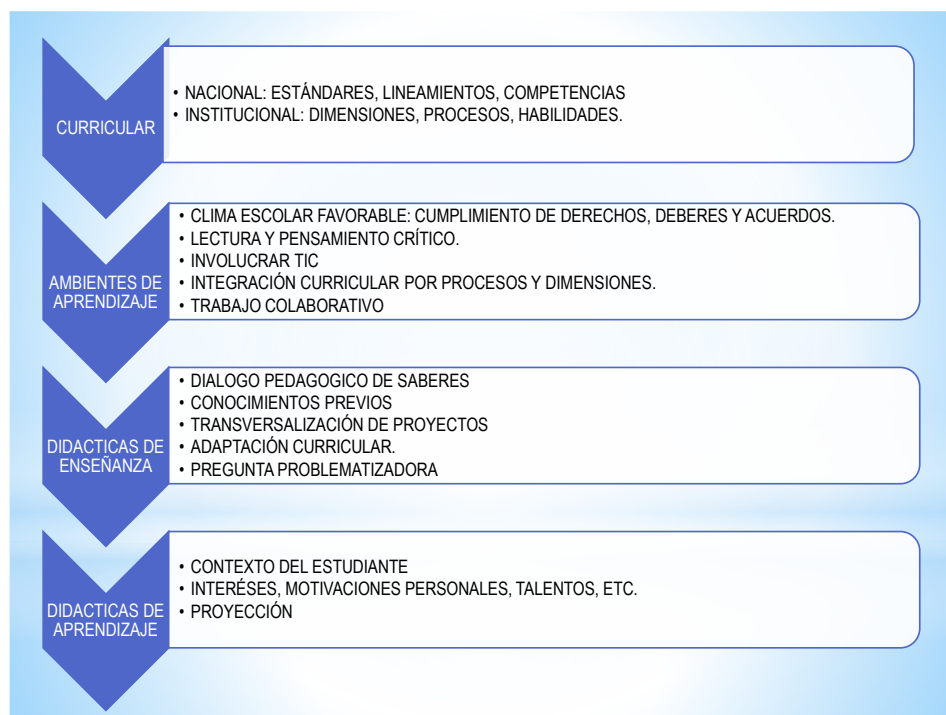 CURRICULAR
• NACIONAL: ESTÁNDARES, LINEAMIENTOS, COMPETENCIAS
• INSTITUCIONAL: DIMENSIONES, PROCESOS, HABILIDADES.
AMBIENTES DE
APRENDIZAJE
• CLIMA ESCOLAR FAVORABLE: CUMPLIMIENTO DE DERECHOS, DEBERES Y ACUERDOS.
• LECTURA Y PENSAMIENTO CRÍTICO.
• INVOLUCRAR TIC
• INTEGRACIÓN CURRICULAR POR PROCESOS Y DIMENSIONES.
• TRABAJO COLABORATIVO
DIDACTICAS DE
ENSEÑANZA
• DIALOGO PEDAGOGICO DE SABERES
• CONOCIMIENTOS PREVIOS
• TRANSVERSALIZACIÓN DE PROYECTOS
• ADAPTACIÓN CURRICULAR.
• PREGUNTA PROBLEMATIZADORA
DIDACTICAS DE
APRENDIZAJE
• CONTEXTO DEL ESTUDIANTE
• INTERÉSES, MOTIVACIONES PERSONALES, TALENTOS, ETC.
• PROYECCIÓN